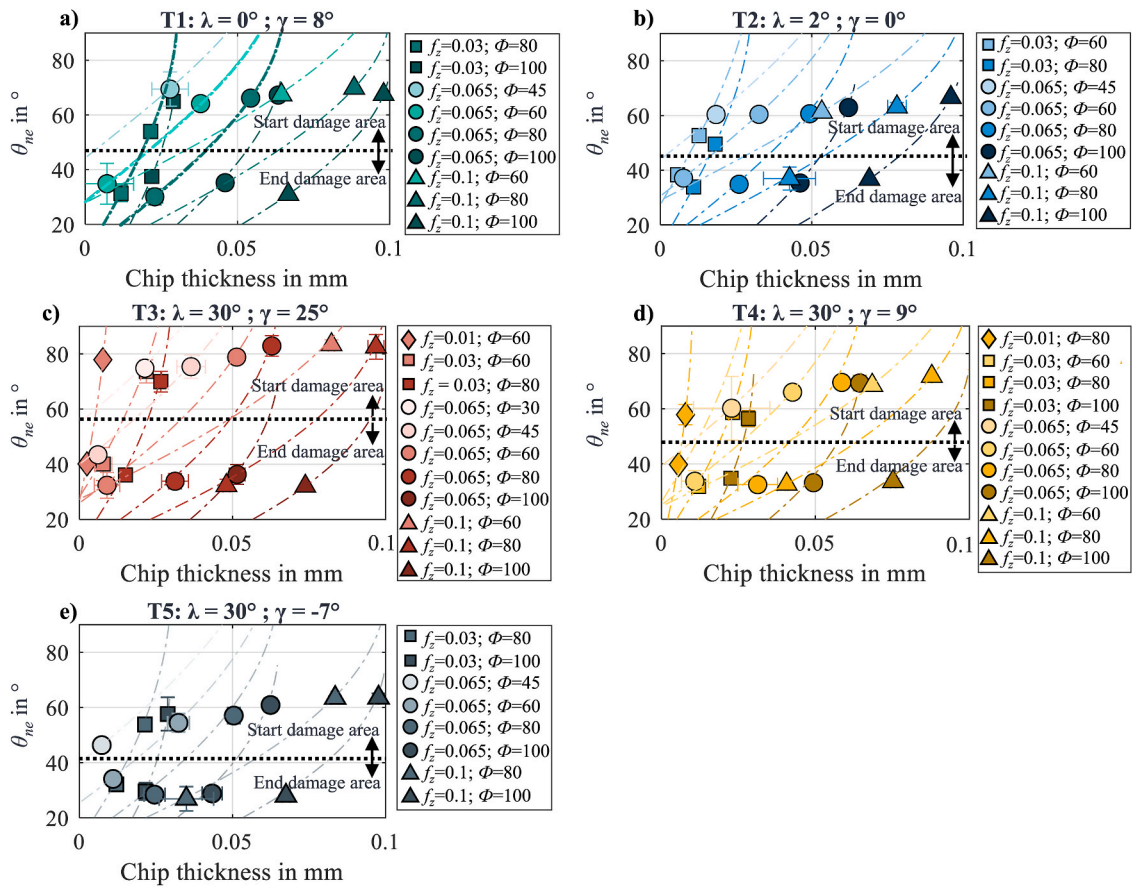 a)
T1: λ = 0° ; γ = 8°
80
60
40
20
θne in °
Start damage area
End damage area
0
0.05
0.1
Chip thickness in mm
fz=0.03; Φ=80
fz=0.03; Φ=100
fz=0.065; Φ=45
fz=0.065; Φ=60
fz=0.065; Φ=80
fz=0.065; Φ=100
fz=0.1; Φ=60
fz=0.1; Φ=80
fz=0.1; Φ=100
b)
T2: λ = 2° ; γ = 0°
80
60
40
20
θne in °
Start damage area
End damage area
0
0.05
0.1
Chip thickness in mm
fz=0.03; Φ=60
fz=0.03; Φ=80
fz=0.065; Φ=45
fz=0.065; Φ=60
fz=0.065; Φ=80
fz=0.065; Φ=100
fz=0.1; Φ=60
fz=0.1; Φ=80
fz=0.1; Φ=100
c)
T3: λ = 30° ; γ = 25°
80
60
40
20
θne in °
Start damage area
End damage area
0
0.05
0.1
Chip thickness in mm
fz=0.01; Φ=60
fz=0.03; Φ=60
fz = 0.03; Φ=80
fz=0.065; Φ=30
fz=0.065; Φ=45
fz=0.065; Φ=60
fz=0.065; Φ=80
fz=0.065; Φ=100
fz=0.1; Φ=60
fz=0.1; Φ=80
fz=0.1; Φ=100
d)
T4: λ = 30° ; γ = 9°
80
60
40
20
θne in °
Start damage area
End damage area
0
0.05
0.1
Chip thickness in mm
fz=0.01; Φ=80
fz=0.03; Φ=60
fz=0.03; Φ=80
fz=0.03; Φ=100
fz=0.065; Φ=45
fz=0.065; Φ=60
fz=0.065; Φ=80
fz=0.065; Φ=100
fz=0.1; Φ=60
fz=0.1; Φ=80
fz=0.1; Φ=100
e)
T5: λ = 30° ; γ = -7°
80
60
40
20
θne in °
Start damage area
End damage area
0
0.05
0.1
Chip thickness in mm
fz=0.03; Φ=80
fz=0.03; Φ=100
fz=0.065; Φ=45
fz=0.065; Φ=60
fz=0.065; Φ=80
fz=0.065; Φ=100
fz=0.1; Φ=80
fz=0.1; Φ=100